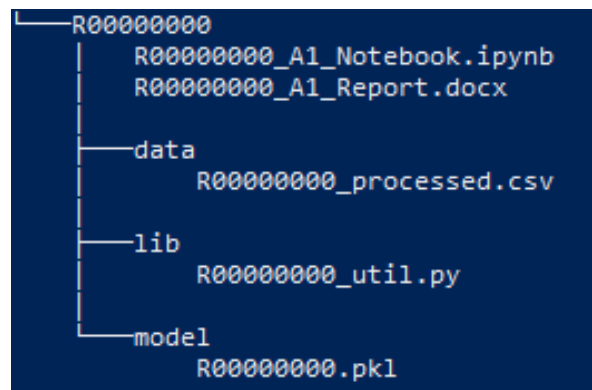 R00000000
R00000000_A1_Notebook.ipynb
R00000000_A1_Report.docx
data
R00000000_processed.csv
lib
R00000000_util.py
model
R00000000.pkl